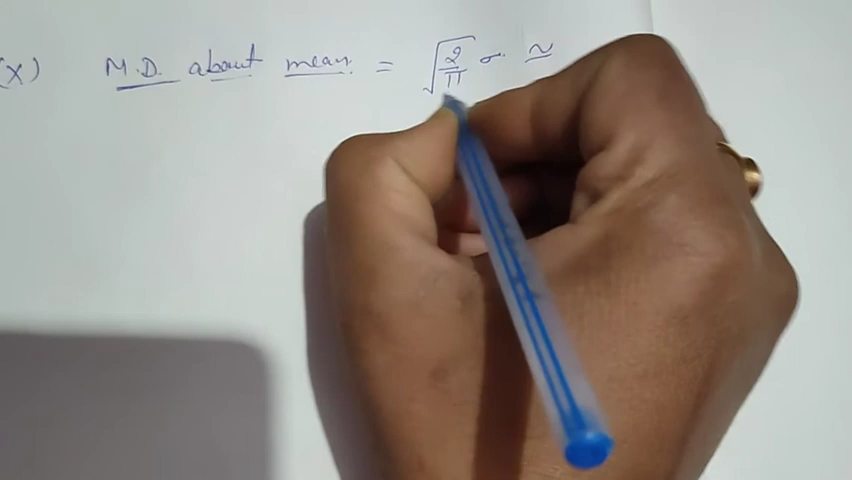 (X) M.D. about mean = √(2/π) σ ≃